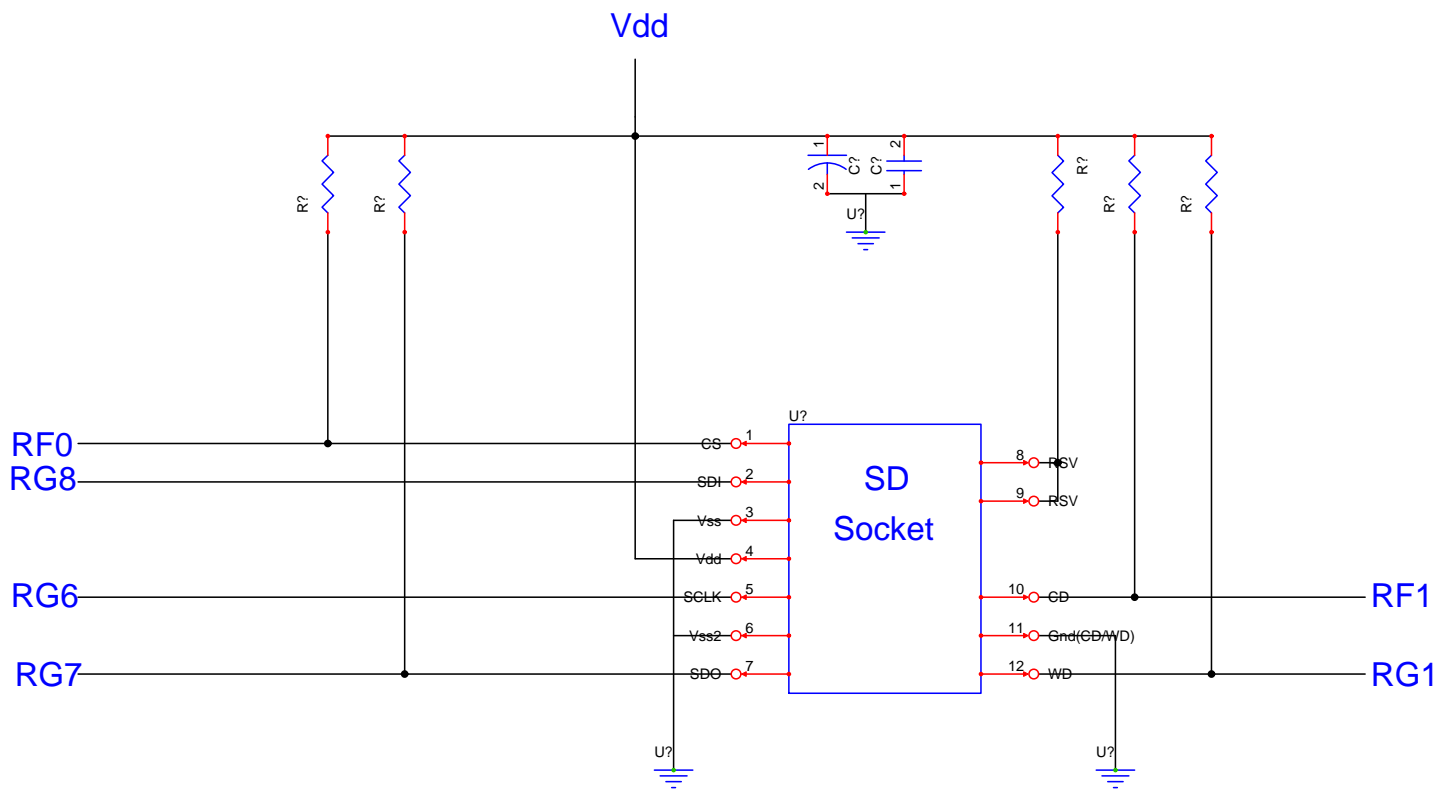 Vdd
1
2
C?
C?
R?
R?
R?
2
1
R?
R?
U?
U?
RF0
CS
1
SD
8
RSV
RG8
SDI
2
9
RSV
Vss
3
Socket
Vdd
4
RG6
SCLK
5
10
CD
RF1
Vss2
6
11
Gnd(CD/WD)
RG7
SDO
7
12
WD
RG1
U?
U?